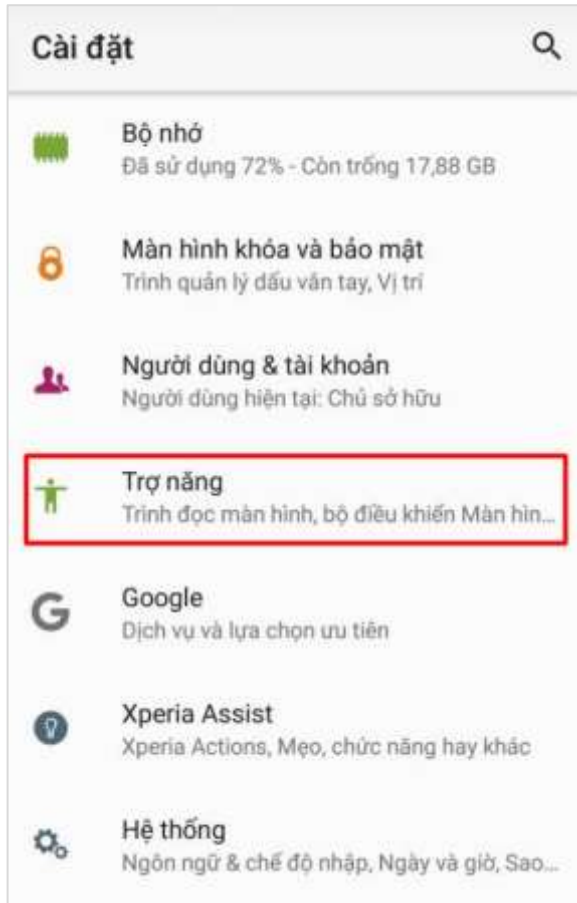 Cài đặt
Bộ nhớ
Đã sử dụng 72% - Còn trống 17,88 GB
Màn hình khóa và bảo mật
Trình quản lý dấu vân tay, Vị trí
Người dùng & tài khoản
Người dùng hiện tại: Chủ sở hữu
Trợ năng
Trình đọc màn hình, bộ điều khiển Màn hìn...
Google
Dịch vụ và lựa chọn ưu tiên
Xperia Assist
Xperia Actions, Mẹo, chức năng hay khác
Hệ thống
Ngôn ngữ & chế độ nhập, Ngày và giờ, Sao...